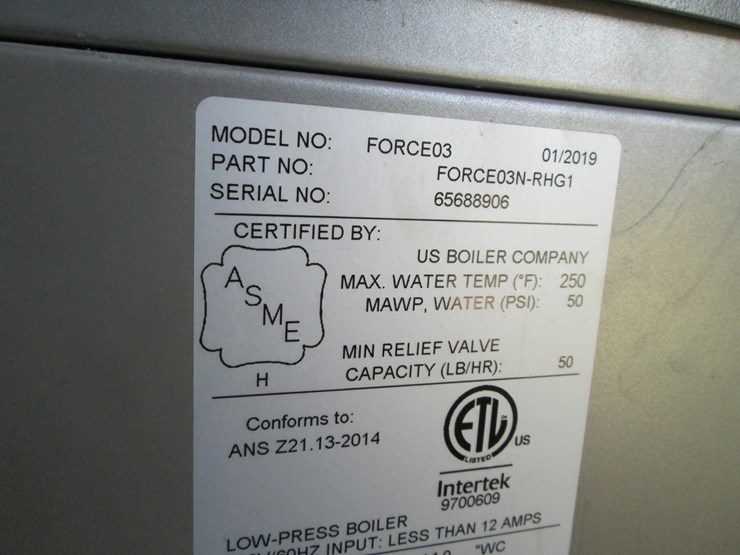 MODEL NO: FORCE03 01/2019
PART NO: FORCE03N-RHG1
SERIAL NO: 65688906
CERTIFIED BY:
US BOILER COMPANY
ASME
H
MAX. WATER TEMP (°F): 250
MAWP, WATER (PSI): 50
MIN RELIEF VALVE
CAPACITY (LB/HR): 50
Conforms to:
ANS Z21.13-2014
ETL
LISTED
US
Intertek
9700609
LOW-PRESS BOILER
INPUT: LESS THAN 12 AMPS
"WC